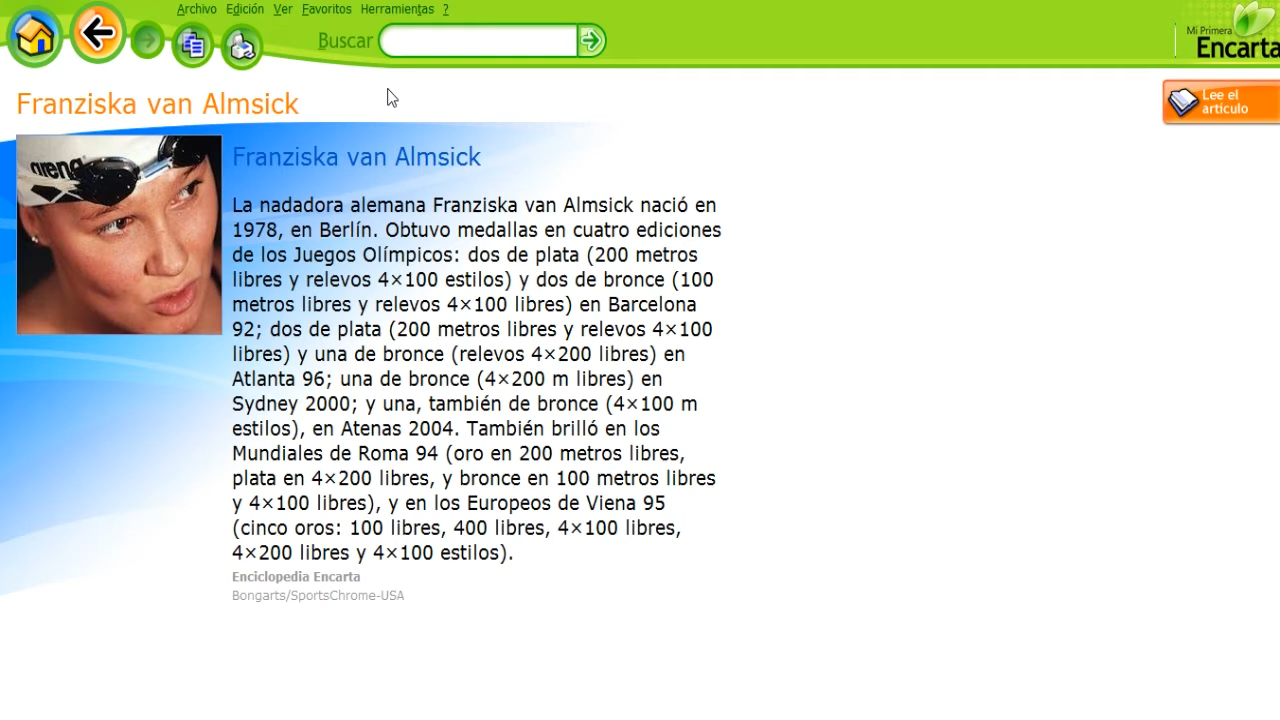 Archivo Edición Ver Favoritos Herramientas ?
Buscar
Mi Primera
Encarta
Franziska van Almsick
Lee el
artículo
arena
Franziska van Almsick
La nadadora alemana Franziska van Almsick nació en
1978, en Berlín. Obtuvo medallas en cuatro ediciones
de los Juegos Olímpicos: dos de plata (200 metros
libres y relevos 4×100 estilos) y dos de bronce (100
metros libres y relevos 4×100 libres) en Barcelona
92; dos de plata (200 metros libres y relevos 4×100
libres) y una de bronce (relevos 4×200 libres) en
Atlanta 96; una de bronce (4×200 m libres) en
Sydney 2000; y una, también de bronce (4×100 m
estilos), en Atenas 2004. También brilló en los
Mundiales de Roma 94 (oro en 200 metros libres,
plata en 4×200 libres, y bronce en 100 metros libres
y 4×100 libres), y en los Europeos de Viena 95
(cinco oros: 100 libres, 400 libres, 4×100 libres,
4×200 libres y 4×100 estilos).
Enciclopedia Encarta
Bongarts/SportsChrome-USA